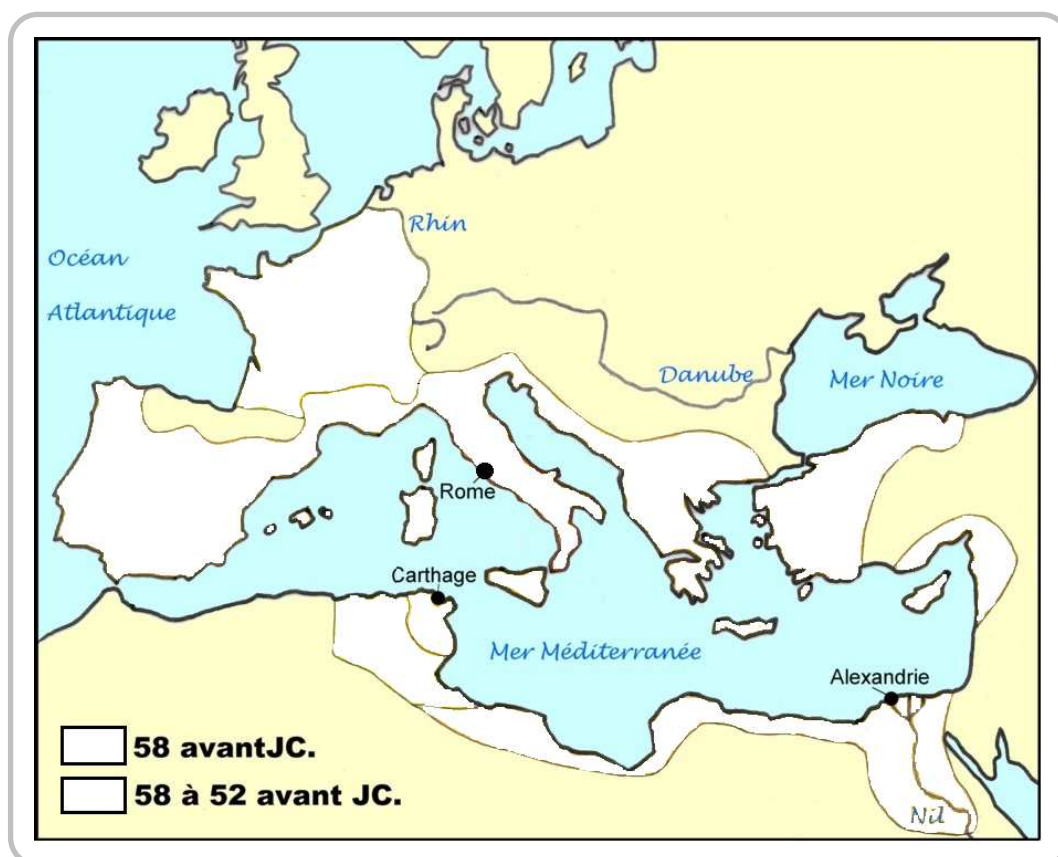 Rhin
Océan
Atlantique
Danube
Mer Noire
Rome
Carthage
Mer Méditerranée
Alexandrie
58 avantJC.
58 à 52 avant JC.
Nil